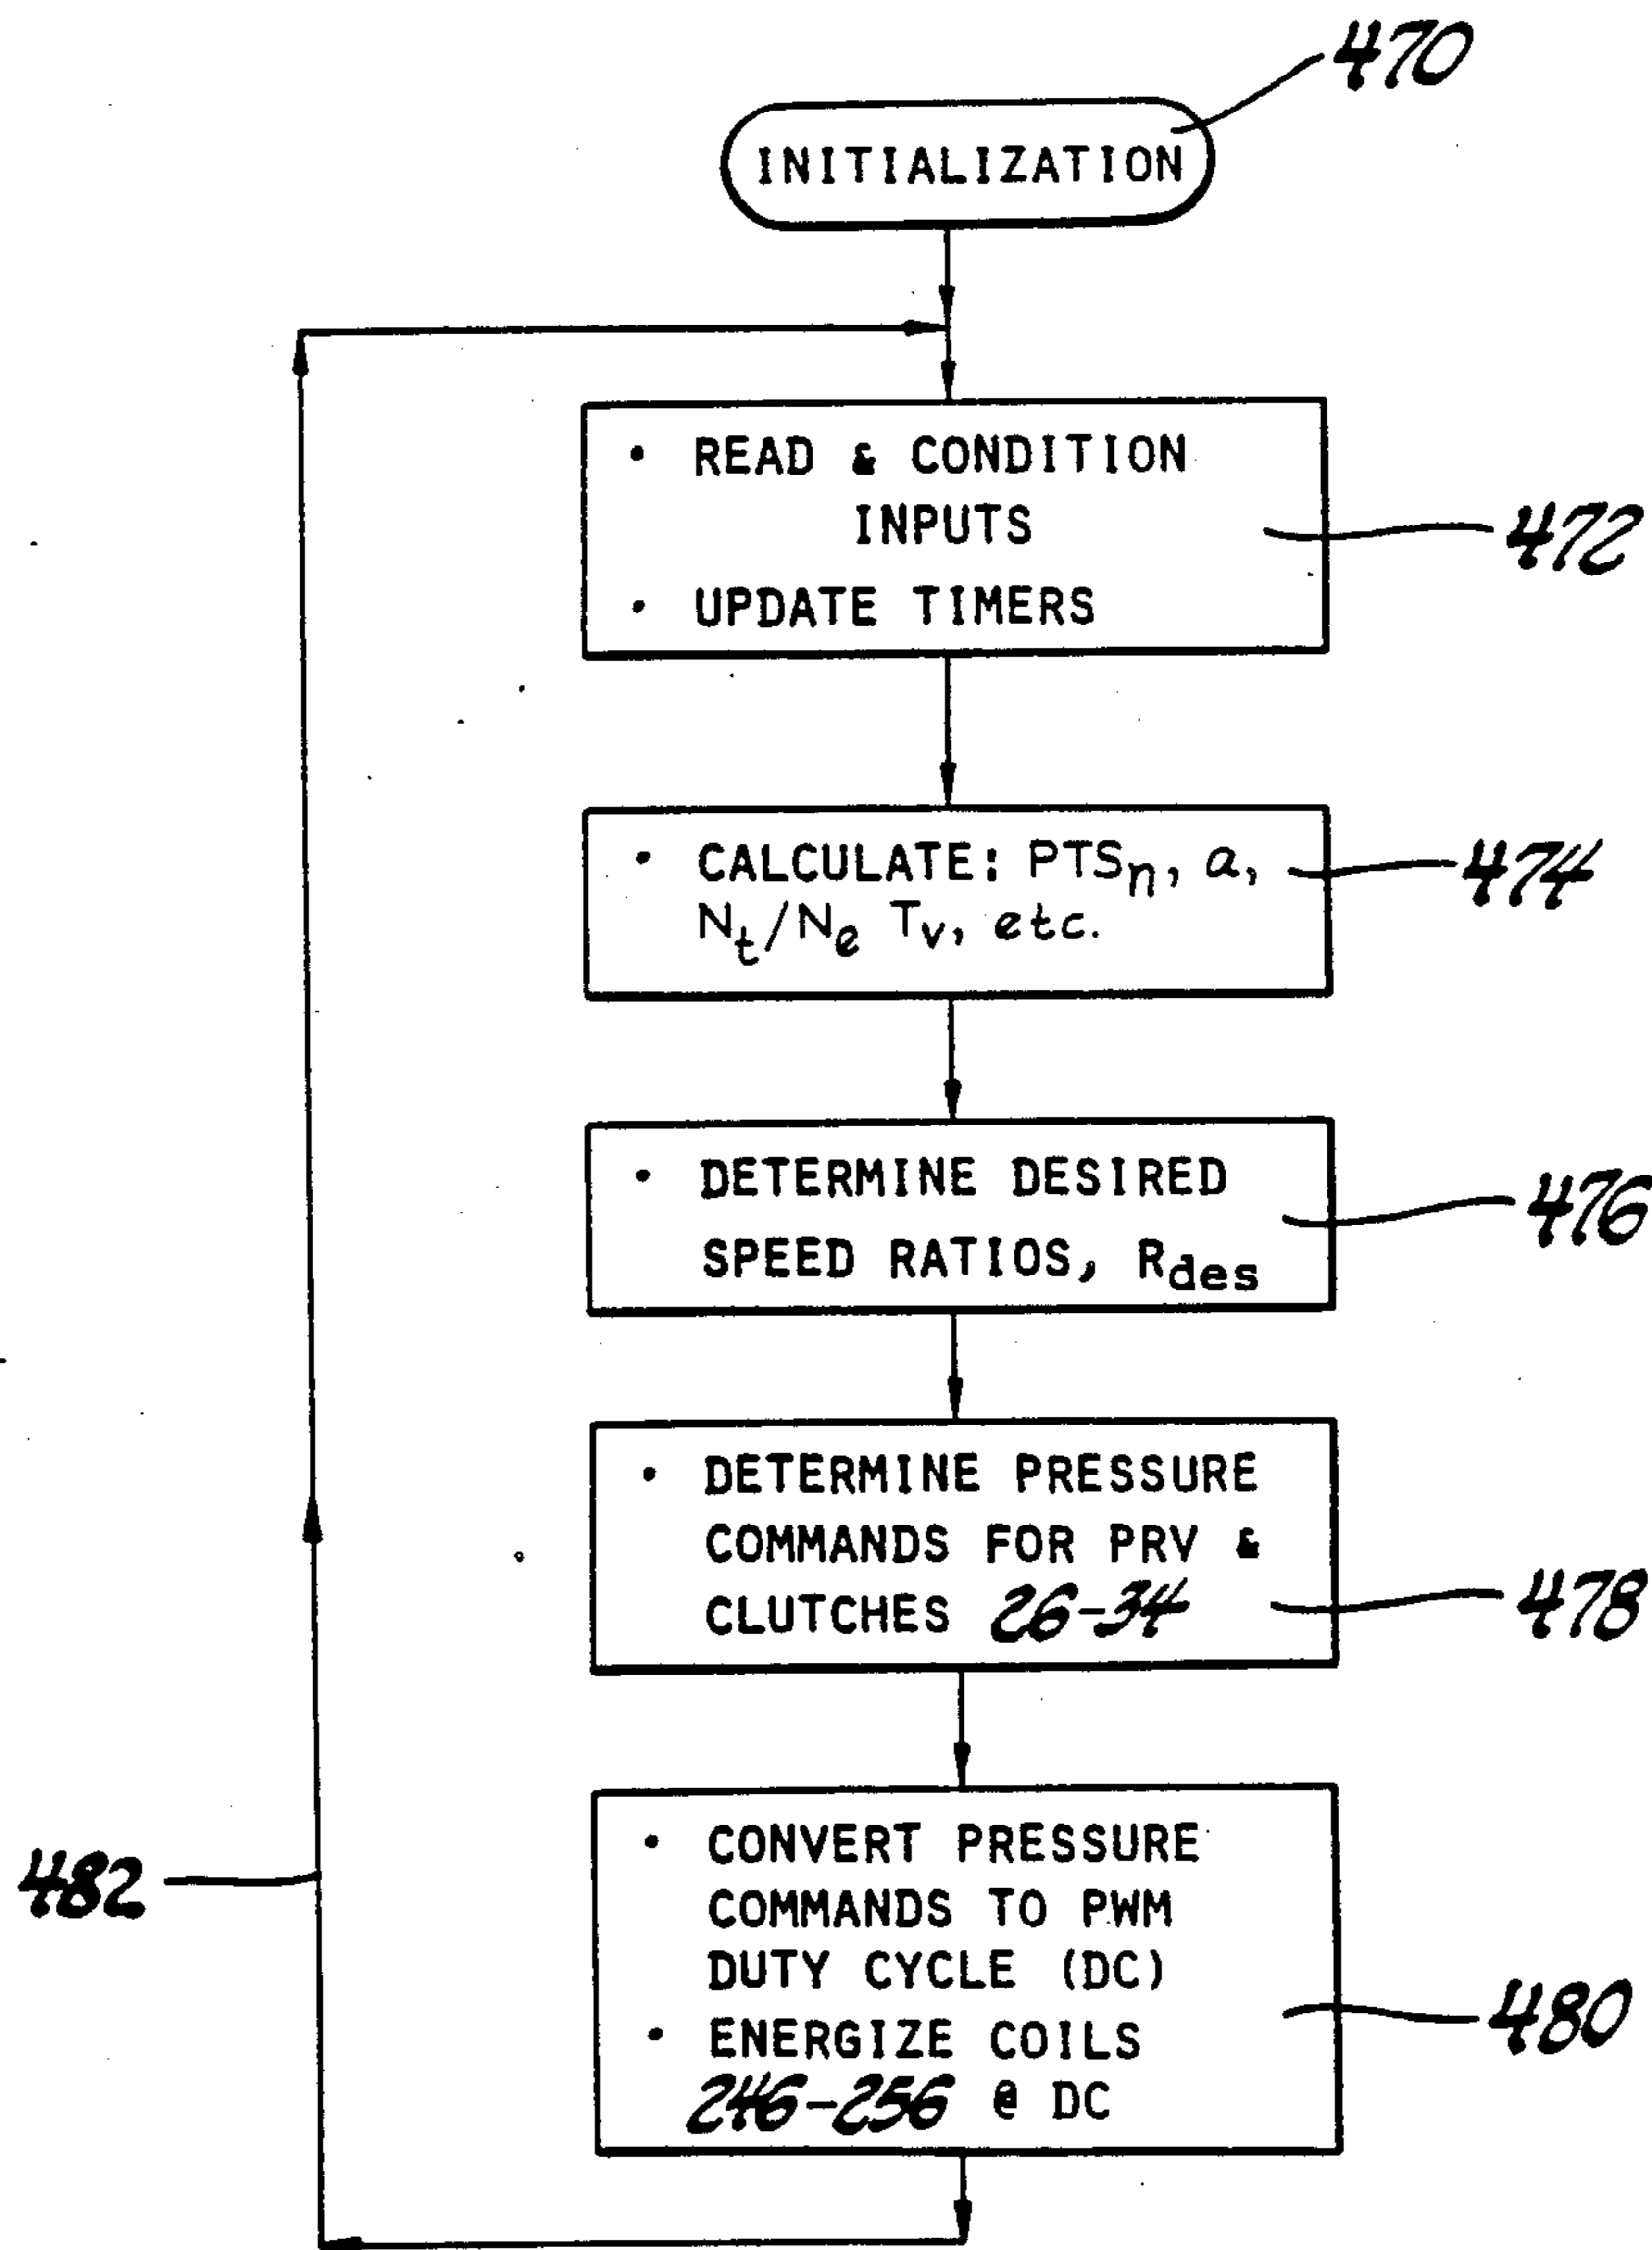 470
INITIALIZATION
• READ & CONDITION
INPUTS
472
• UPDATE TIMERS
• CALCULATE: PTSn, a,
474
Nt/Ne Tv, etc.
• DETERMINE DESIRED
476
SPEED RATIOS, Rdes
• DETERMINE PRESSURE
COMMANDS FOR PRV &
CLUTCHES 26-34
478
• CONVERT PRESSURE
482
COMMANDS TO PWM
DUTY CYCLE (DC)
480
• ENERGIZE COILS
246-256 @ DC